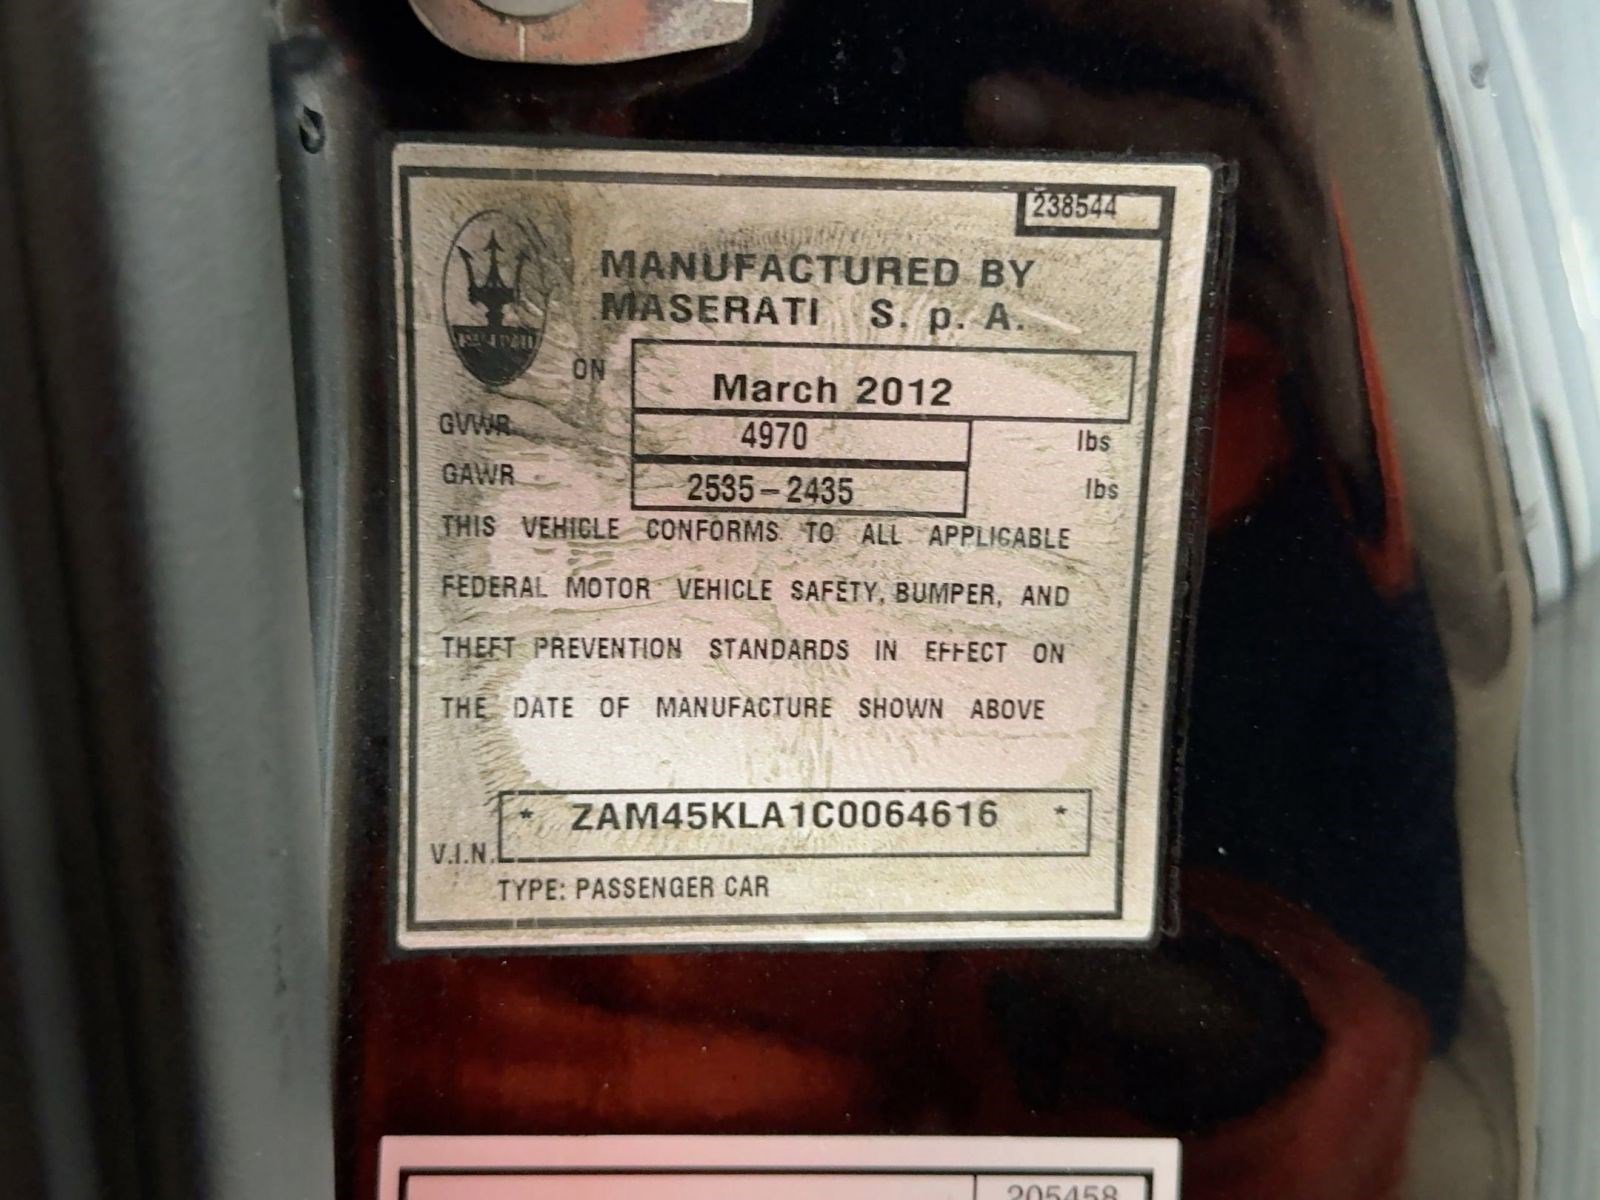 238544
MANUFACTURED BY
MASERATI S. p. A.
ON March 2012
GVWR 4970 lbs
GAWR 2535–2435 lbs
THIS VEHICLE CONFORMS TO ALL APPLICABLE
FEDERAL MOTOR VEHICLE SAFETY, BUMPER, AND
THEFT PREVENTION STANDARDS IN EFFECT ON
THE DATE OF MANUFACTURE SHOWN ABOVE
V.I.N. * ZAM45KLA1C0064616 *
TYPE: PASSENGER CAR
205458